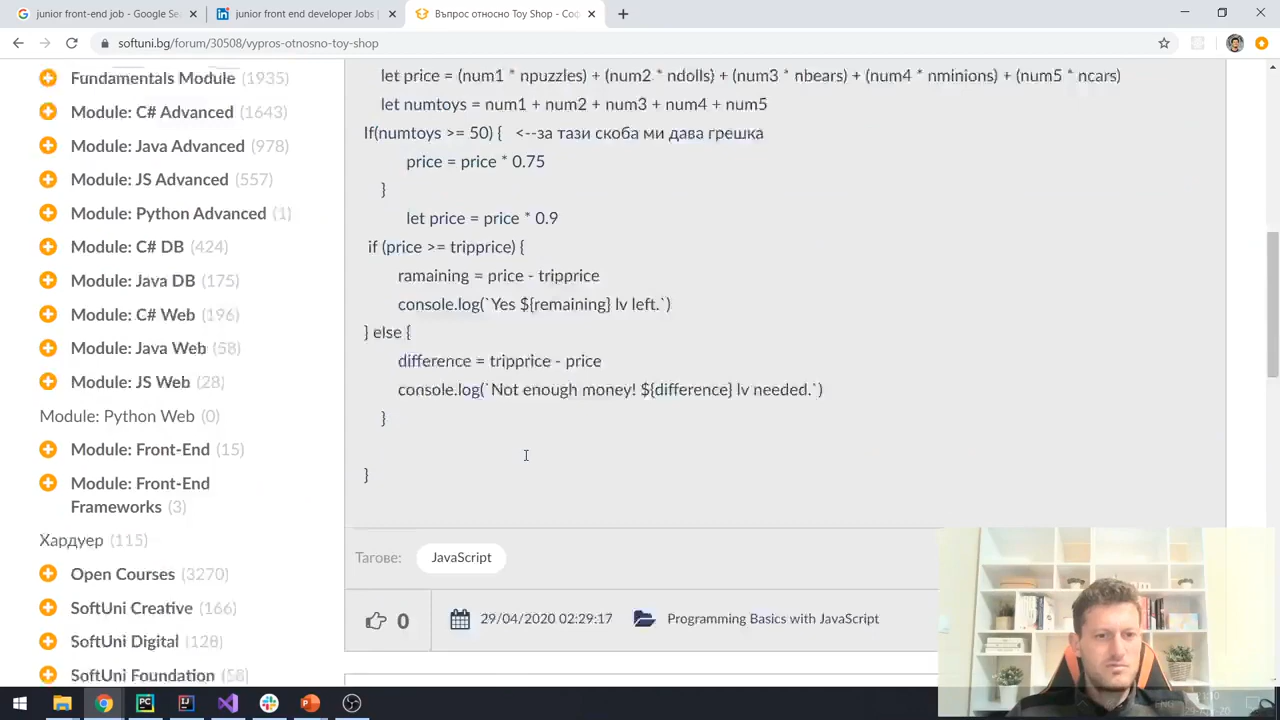 junior front-end job - Google Se
junior front end developer Jobs |
Въпрос относно Toy Shop - Соф
softuni.bg/forum/30508/vypros-otnosno-toy-shop
Fundamentals Module (1935)
Module: C# Advanced (1643)
Module: Java Advanced (978)
Module: JS Advanced (557)
Module: Python Advanced (1)
Module: C# DB (424)
Module: Java DB (175)
Module: C# Web (196)
Module: Java Web (58)
Module: JS Web (28)
Module: Python Web (0)
Module: Front-End (15)
Module: Front-End
Frameworks (3)
Хардуер (115)
Open Courses (3270)
SoftUni Creative (166)
SoftUni Digital (128)
SoftUni Foundation (58)
let price = (num1 * npuzzles) + (num2 * ndolls) + (num3 * nbears) + (num4 * nminions) + (num5 * ncars)
let numtoys = num1 + num2 + num3 + num4 + num5
If(numtoys >= 50) { <--за тази скоба ми дава грешка
price = price * 0.75
}
let price = price * 0.9
if (price >= tripprice) {
ramaining = price - tripprice
console.log(`Yes ${remaining} lv left.`)
} else {
difference = tripprice - price
console.log(`Not enough money! ${difference} lv needed.`)
}
}
Тагове: JavaScript
0 29/04/2020 02:29:17 Programming Basics with JavaScript